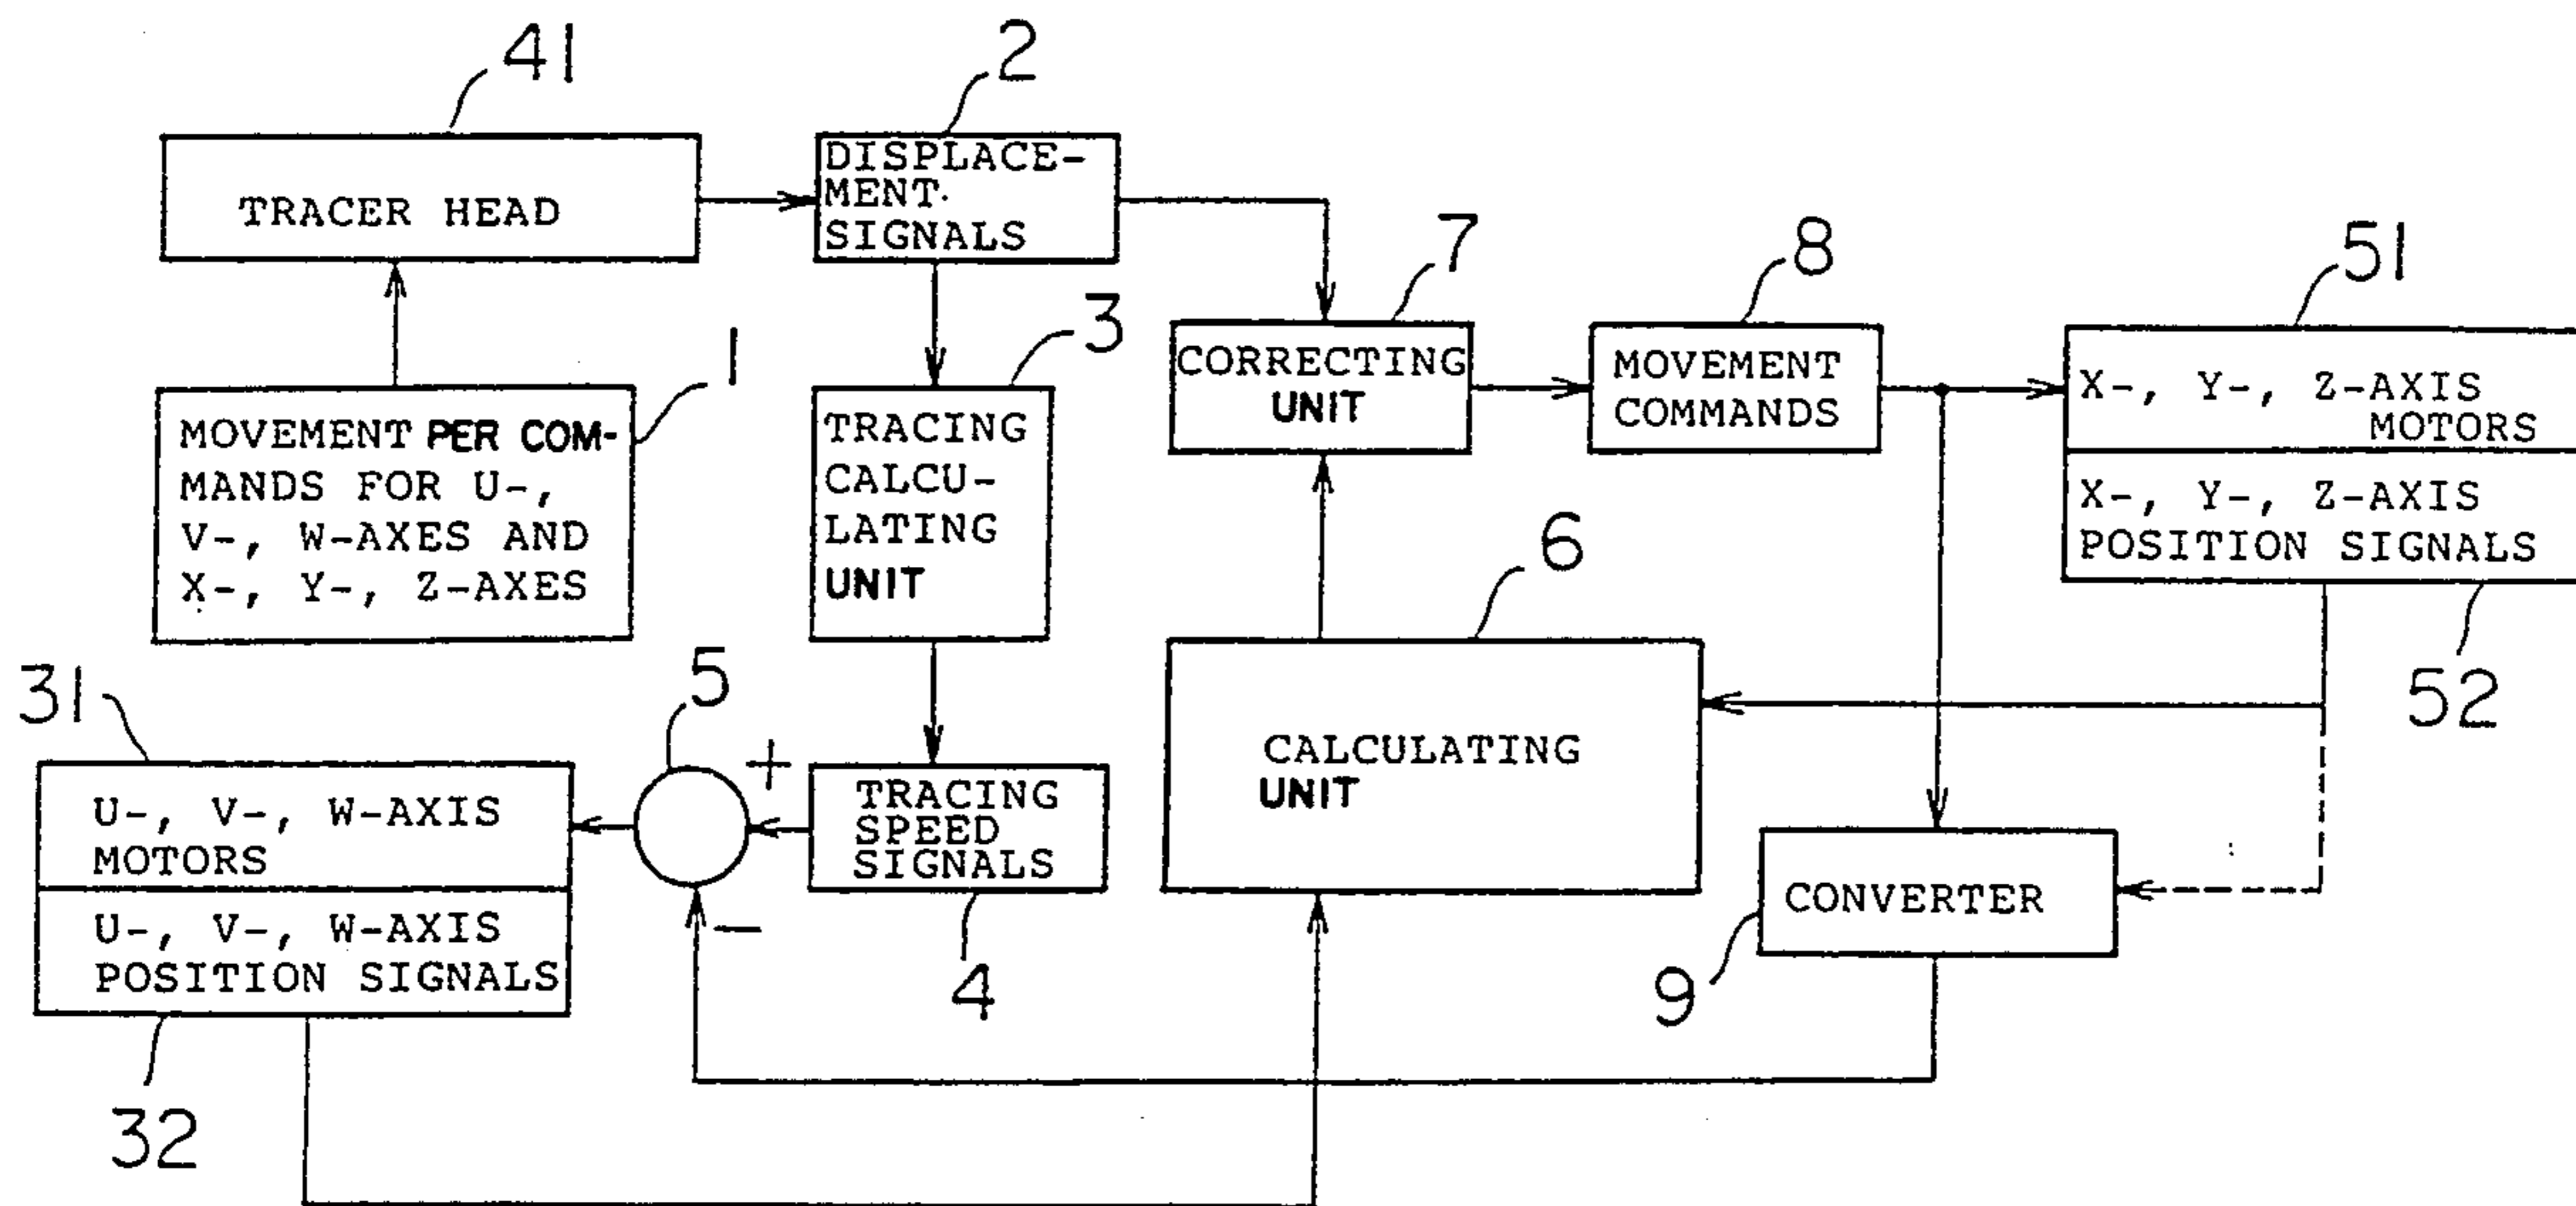 41
2
TRACER HEAD
DISPLACE-
MENT
SIGNALS
1
3
7
8
51
MOVEMENT PER COM-
MANDS FOR U-,
V-, W-AXES AND
X-, Y-, Z-AXES
TRACING
CALCU-
LATING
UNIT
CORRECTING
UNIT
MOVEMENT
COMMANDS
X-, Y-, Z-AXIS
MOTORS
X-, Y-, Z-AXIS
POSITION SIGNALS
52
31
5
6
+
−
U-, V-, W-AXIS
MOTORS
U-, V-, W-AXIS
POSITION SIGNALS
32
TRACING
SPEED
SIGNALS
4
CALCULATING
UNIT
CONVERTER
9